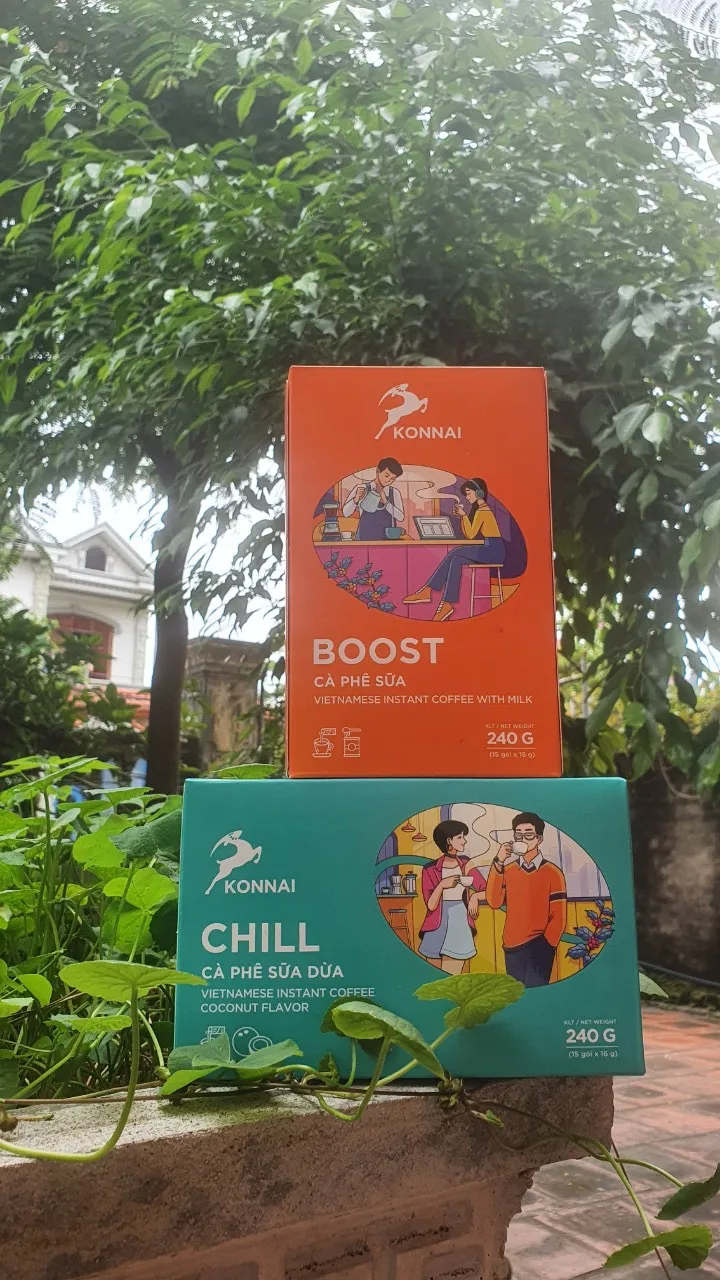 KONNAI
BOOST
CÀ PHÊ SỮA
VIETNAMESE INSTANT COFFEE WITH MILK
KLT / NET WEIGHT
240 G
(15 gói x 16 g)
KONNAI
CHILL
CÀ PHÊ SỮA DỪA
VIETNAMESE INSTANT COFFEE
COCONUT FLAVOR
KLT / NET WEIGHT
240 G
(15 gói x 16 g)